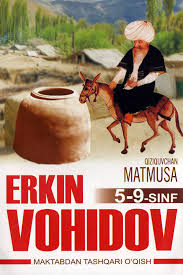 QIZIQUVCHAN
MATMUSA
5-9-SINF
ERKIN
VOHIDOV
MAKTABDAN TASHQARI O'QISH